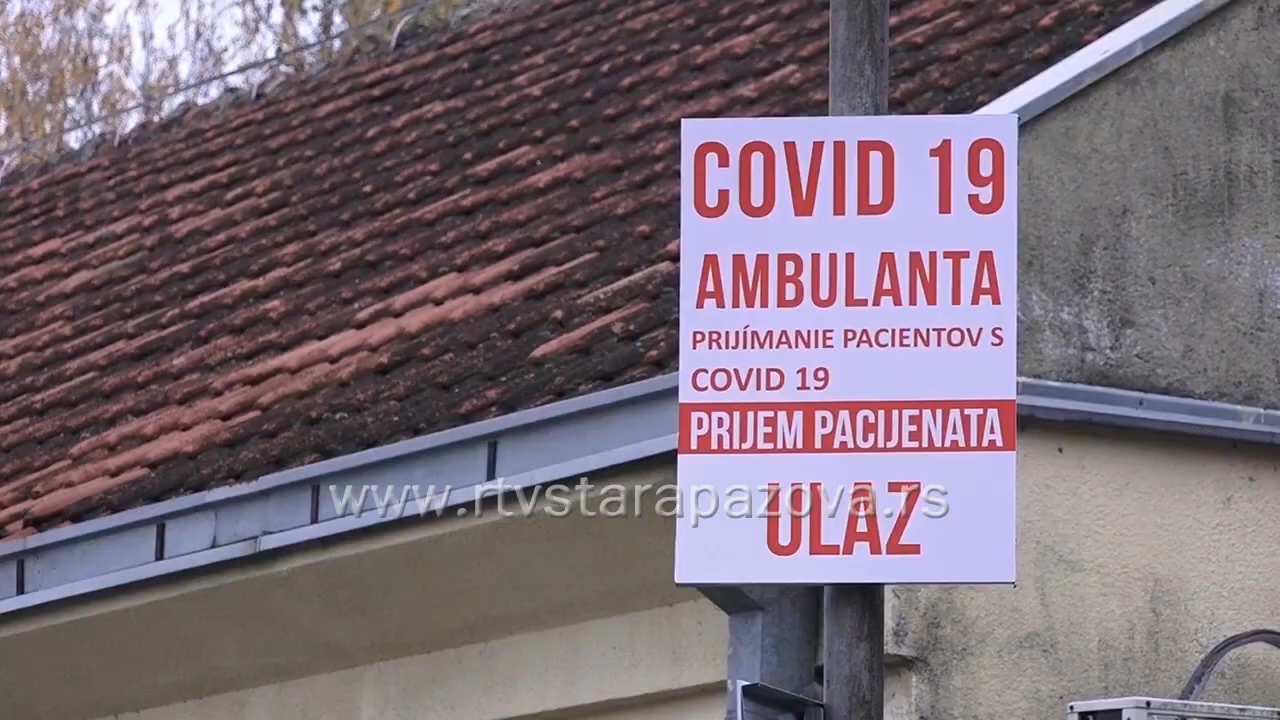 COVID 19
AMBULANTA
PRIJÍMANIE PACIENTOV S
COVID 19
PRIJEM PACIJENATA
www.rtvstarapazova.rs
ULAZ